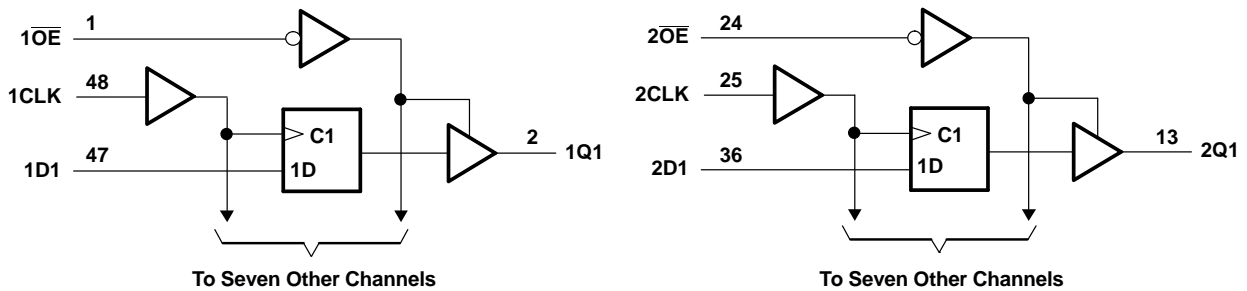 1OE
1
1CLK
48
C1
1D1
47
1D
2
1Q1
To Seven Other Channels
2OE
24
2CLK
25
C1
2D1
36
1D
13
2Q1
To Seven Other Channels